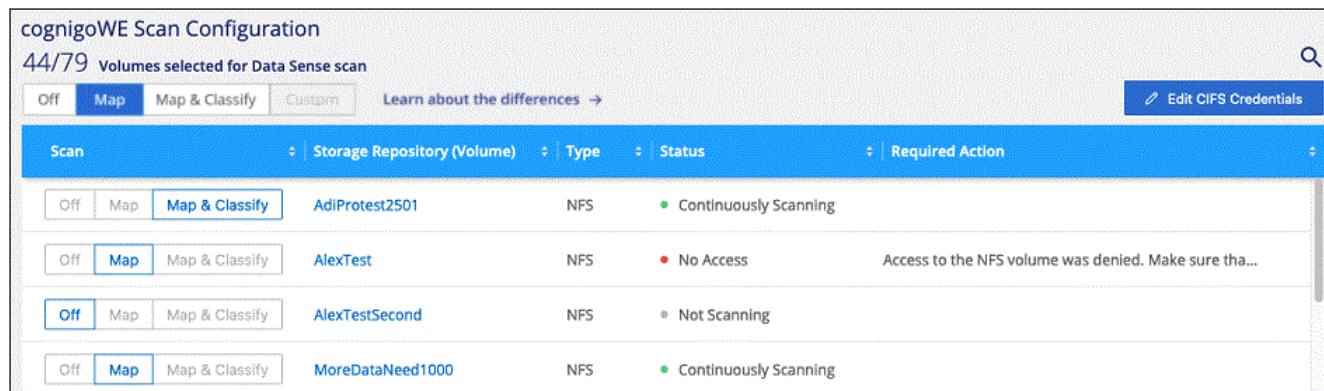 cognigoWE Scan Configuration
44/79 Volumes selected for Data Sense scan
Off Map Map & Classify Custom Learn about the differences → Edit CIFS Credentials
Scan Storage Repository (Volume) Type Status Required Action
Off Map Map & Classify AdiProtest2501 NFS Continuously Scanning
Off Map Map & Classify AlexTest NFS No Access Access to the NFS volume was denied. Make sure tha...
Off Map Map & Classify AlexTestSecond NFS Not Scanning
Off Map Map & Classify MoreDataNeed1000 NFS Continuously Scanning